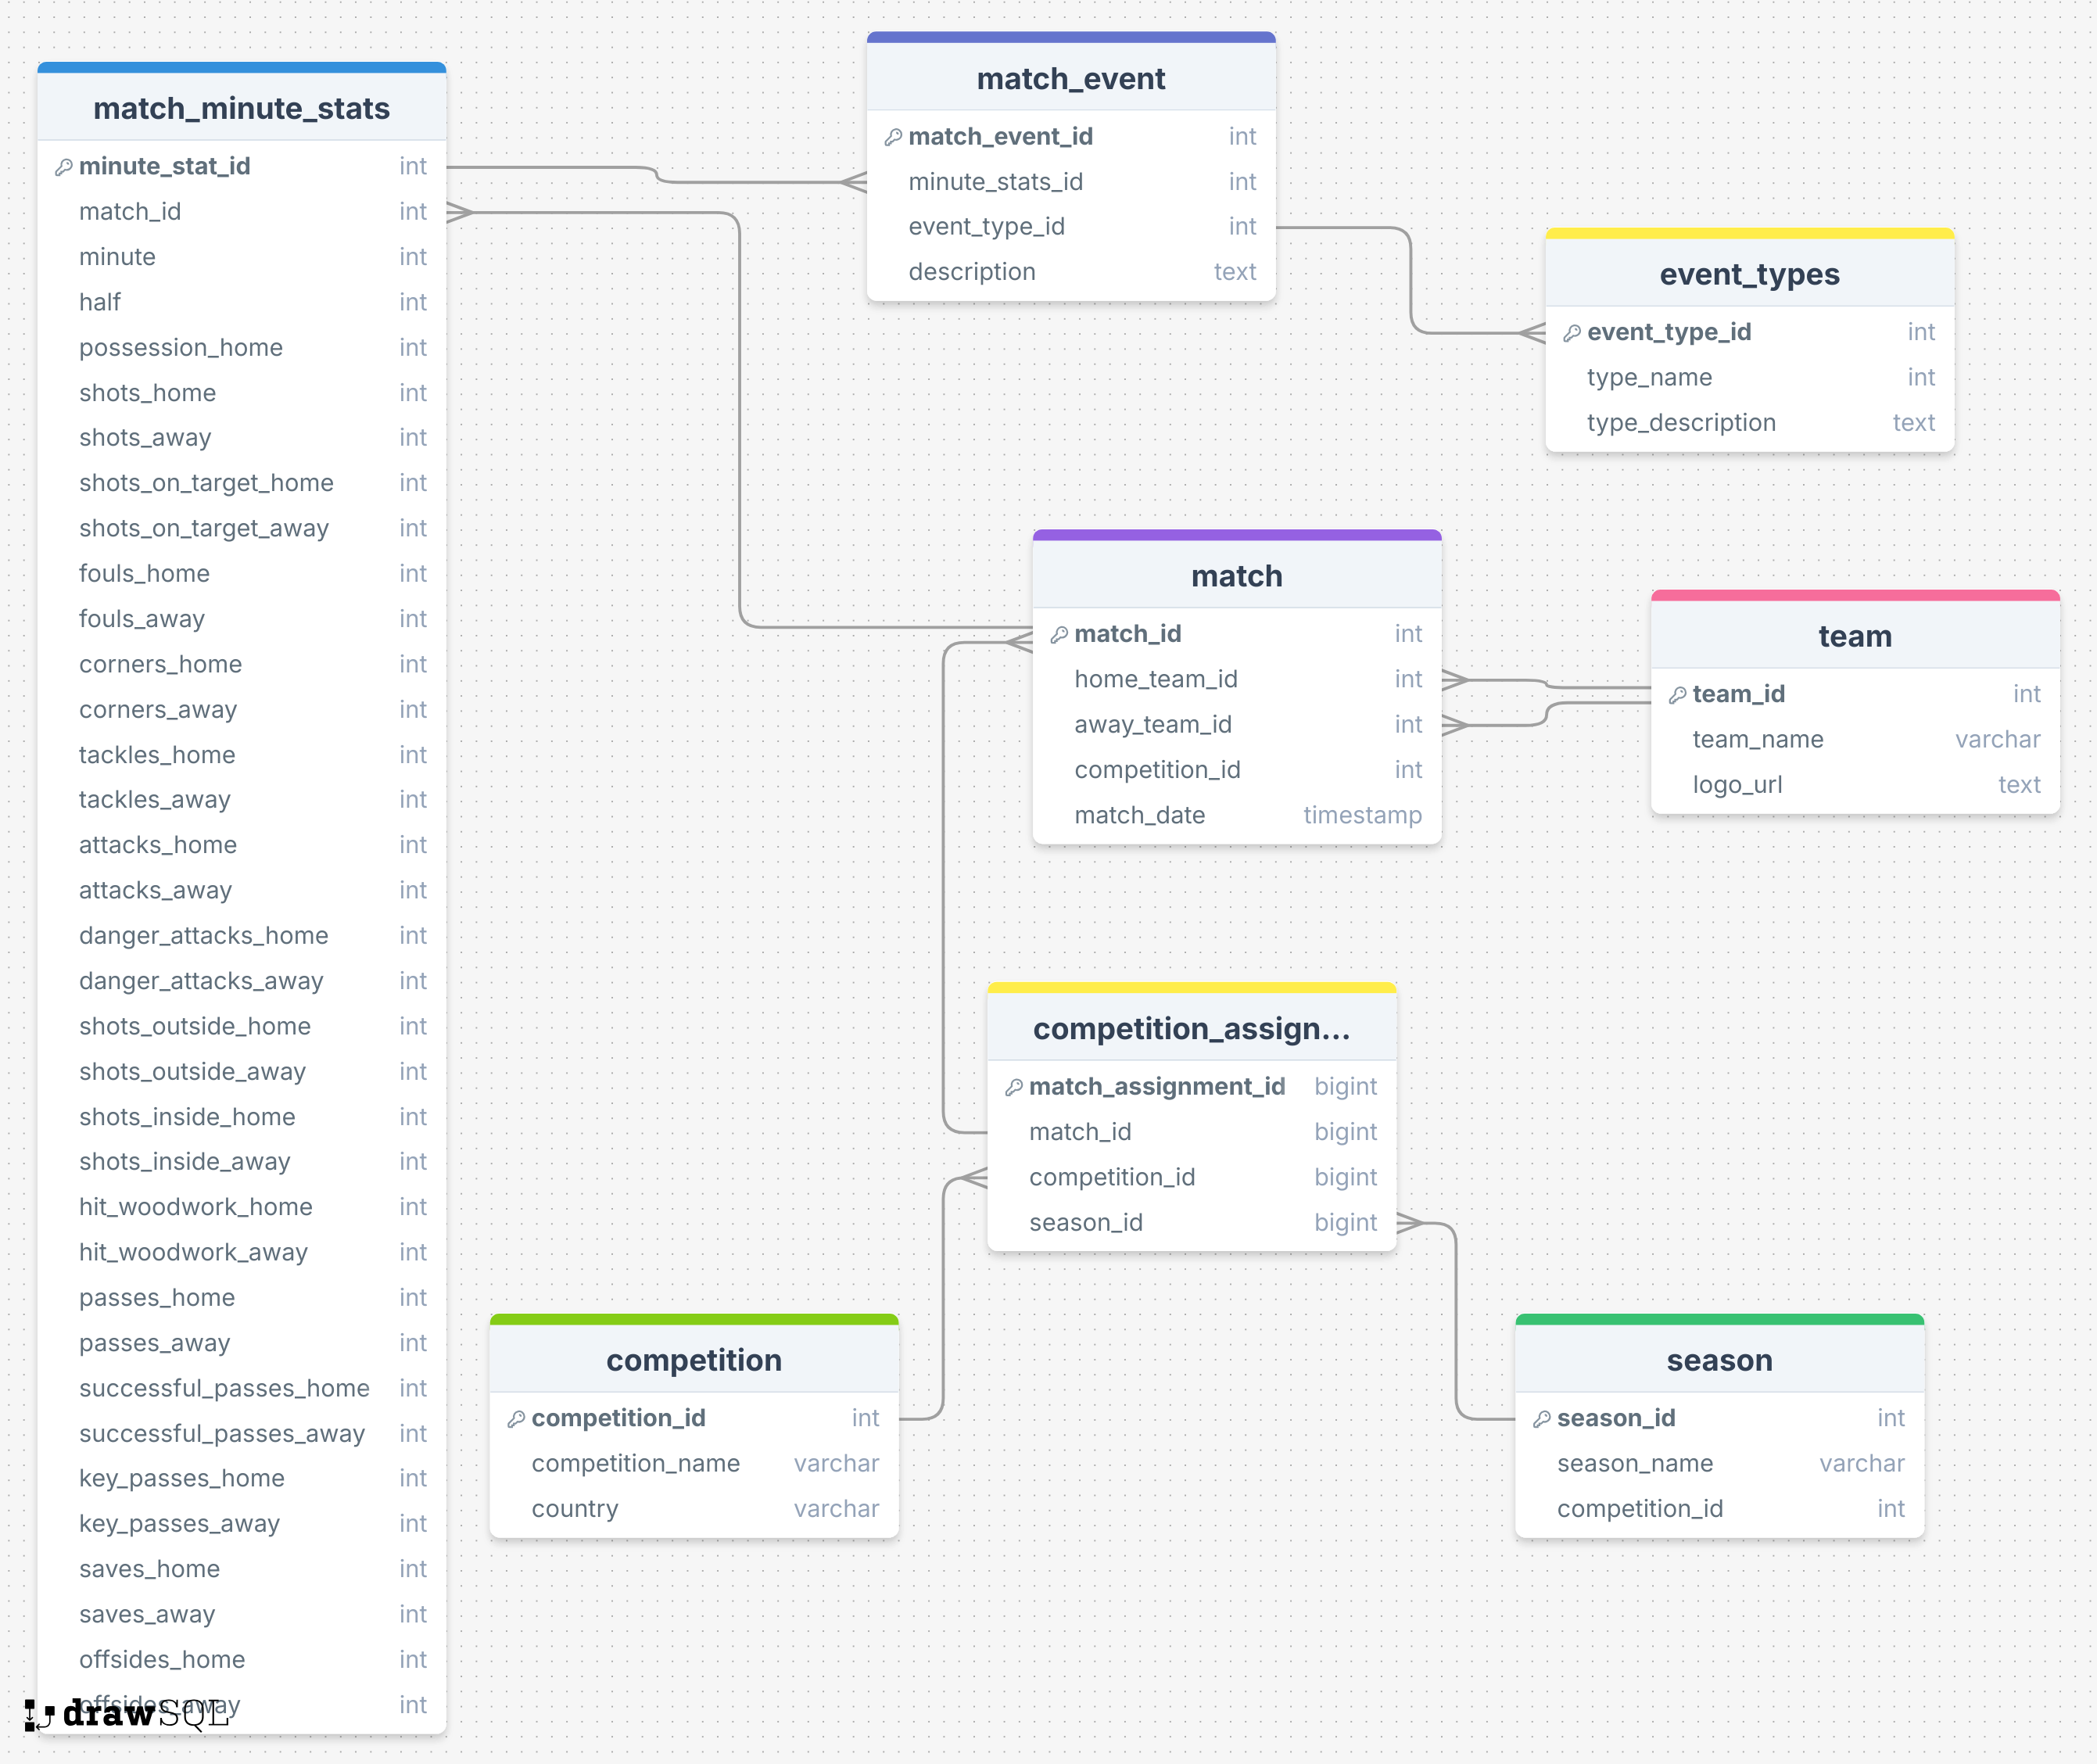 match_minute_stats
minute_stat_id int
match_id int
minute int
half int
possession_home int
shots_home int
shots_away int
shots_on_target_home int
shots_on_target_away int
fouls_home int
fouls_away int
corners_home int
corners_away int
tackles_home int
tackles_away int
attacks_home int
attacks_away int
danger_attacks_home int
danger_attacks_away int
shots_outside_home int
shots_outside_away int
shots_inside_home int
shots_inside_away int
hit_woodwork_home int
hit_woodwork_away int
passes_home int
passes_away int
successful_passes_home int
successful_passes_away int
key_passes_home int
key_passes_away int
saves_home int
saves_away int
offsides_home int
offsides_away int
drawSQL
match_event
match_event_id int
minute_stats_id int
event_type_id int
description text
event_types
event_type_id int
type_name int
type_description text
match
match_id int
home_team_id int
away_team_id int
competition_id int
match_date timestamp
team
team_id int
team_name varchar
logo_url text
competition_assign...
match_assignment_id bigint
match_id bigint
competition_id bigint
season_id bigint
competition
competition_id int
competition_name varchar
country varchar
season
season_id int
season_name varchar
competition_id int